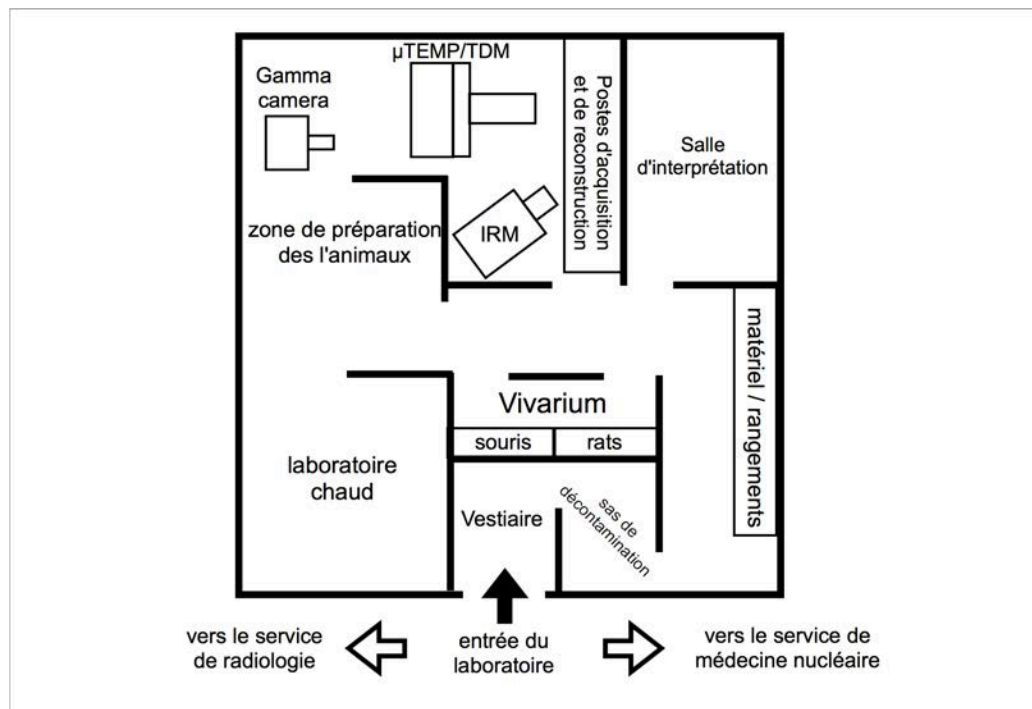 µTEMP/TDM
Gamma
camera
Postes d'acquisition
et de reconstruction
Salle
d'interprétation
zone de préparation
des l'animaux
IRM
matériel / rangements
Vivarium
souris
rats
laboratoire
chaud
Vestiaire
sas de
décontamination
vers le service
de radiologie
entrée du
laboratoire
vers le service de
médecine nucléaire